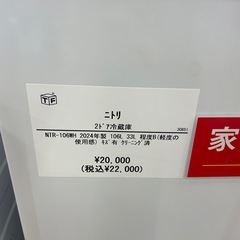 TF
ニトリ
2ﾄﾞｱ冷蔵庫
NTR-106WH 2024年製 106L 33L 程度B(軽度の
使用感) ｷｽﾞ有 ｸﾘｰﾆﾝｸﾞ済
¥20,000
(税込¥22,000)
家